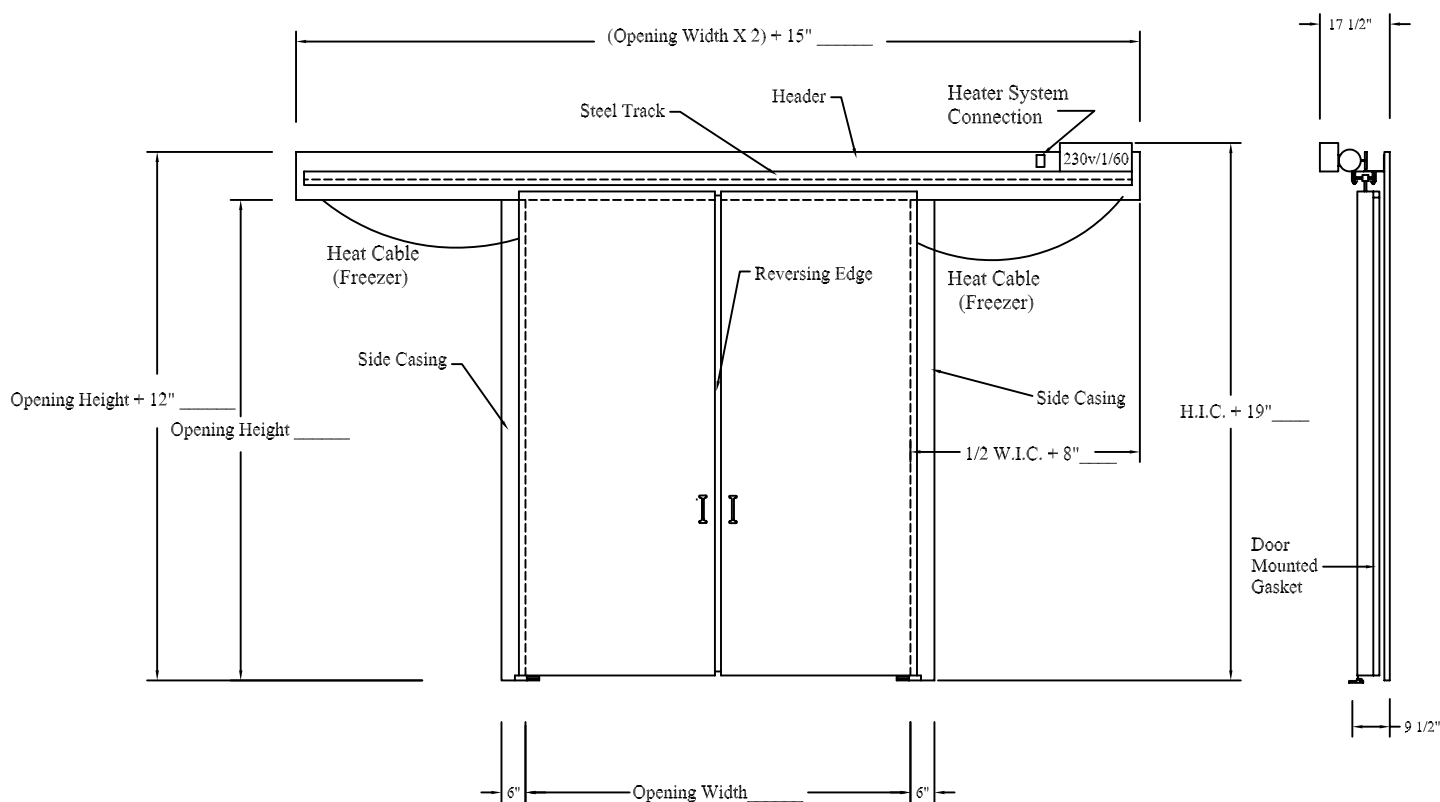 17 1/2"
(Opening Width X 2) + 15" ______
Header
Heater System
Connection
Steel Track
230v/1/60
Heat Cable
(Freezer)
Reversing Edge
Heat Cable
(Freezer)
Side Casing
Side Casing
Opening Height + 12" ______
H.I.C. + 19"____
Opening Height ______
1/2 W.I.C. + 8"____
Door
Mounted
Gasket
9 1/2"
6"
Opening Width______
6"